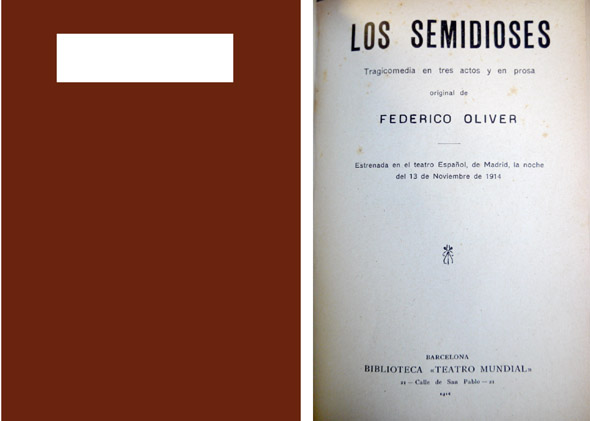 LOS SEMIDIOSES
Tragicomedia en tres actos y en prosa
original de
FEDERICO OLIVER
Estrenada en el teatro Español, de Madrid, la noche
del 13 de Noviembre de 1914
BARCELONA
BIBLIOTECA «TEATRO MUNDIAL»
21 — Calle de San Pablo — 21